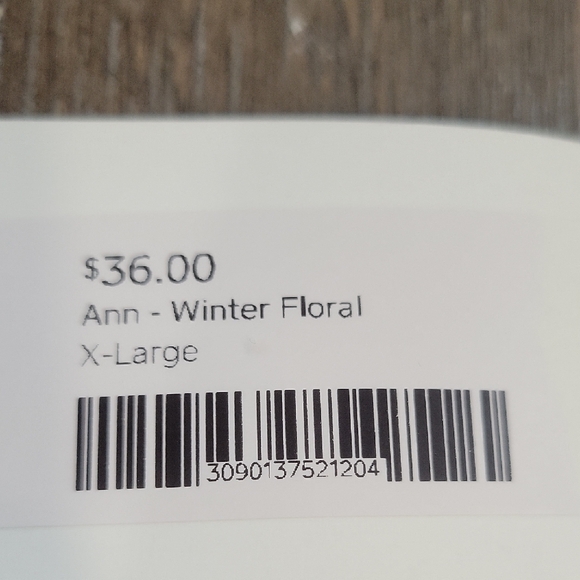 $36.00
Ann - Winter Floral
X-Large
3090137521204